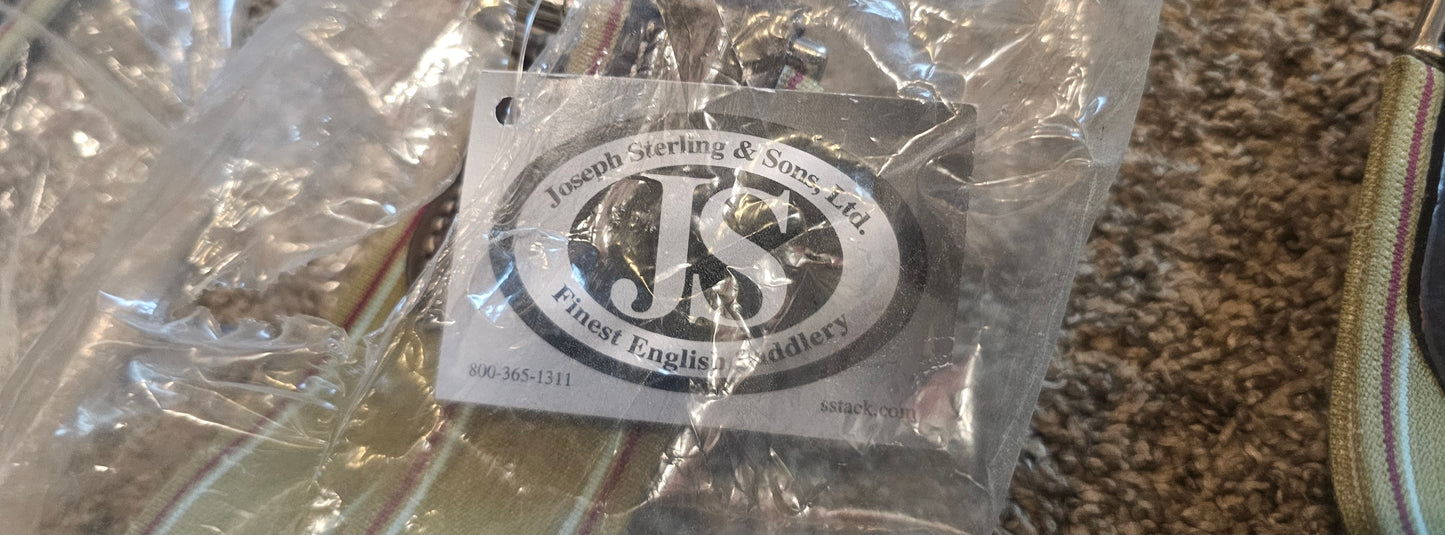 Joseph Sterling & Sons, Ltd.
JS
Finest English Saddlery
800-365-1311
sstack.com